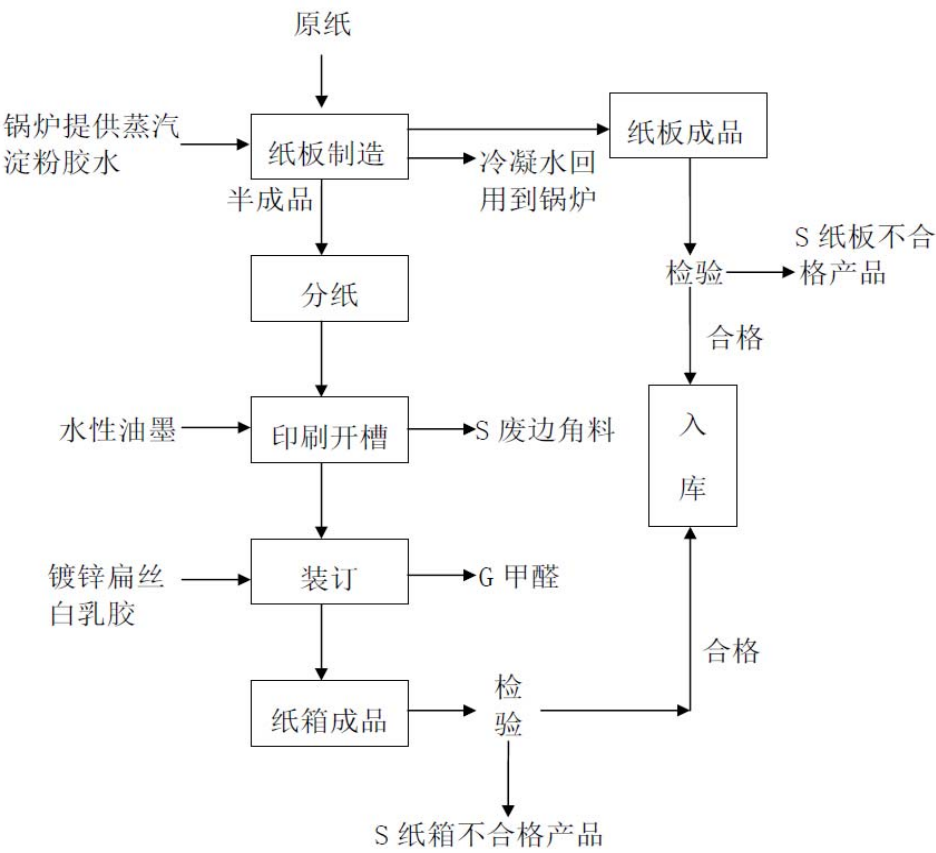 原纸
锅炉提供蒸汽
淀粉胶水
纸板制造
纸板成品
冷凝水回
用到锅炉
半成品
S 纸板不合
格产品
检验
分纸
合格
入
库
水性油墨
印刷开槽
S 废边角料
镀锌扁丝
白乳胶
装订
G 甲醛
合格
纸箱成品
检
验
S 纸箱不合格产品